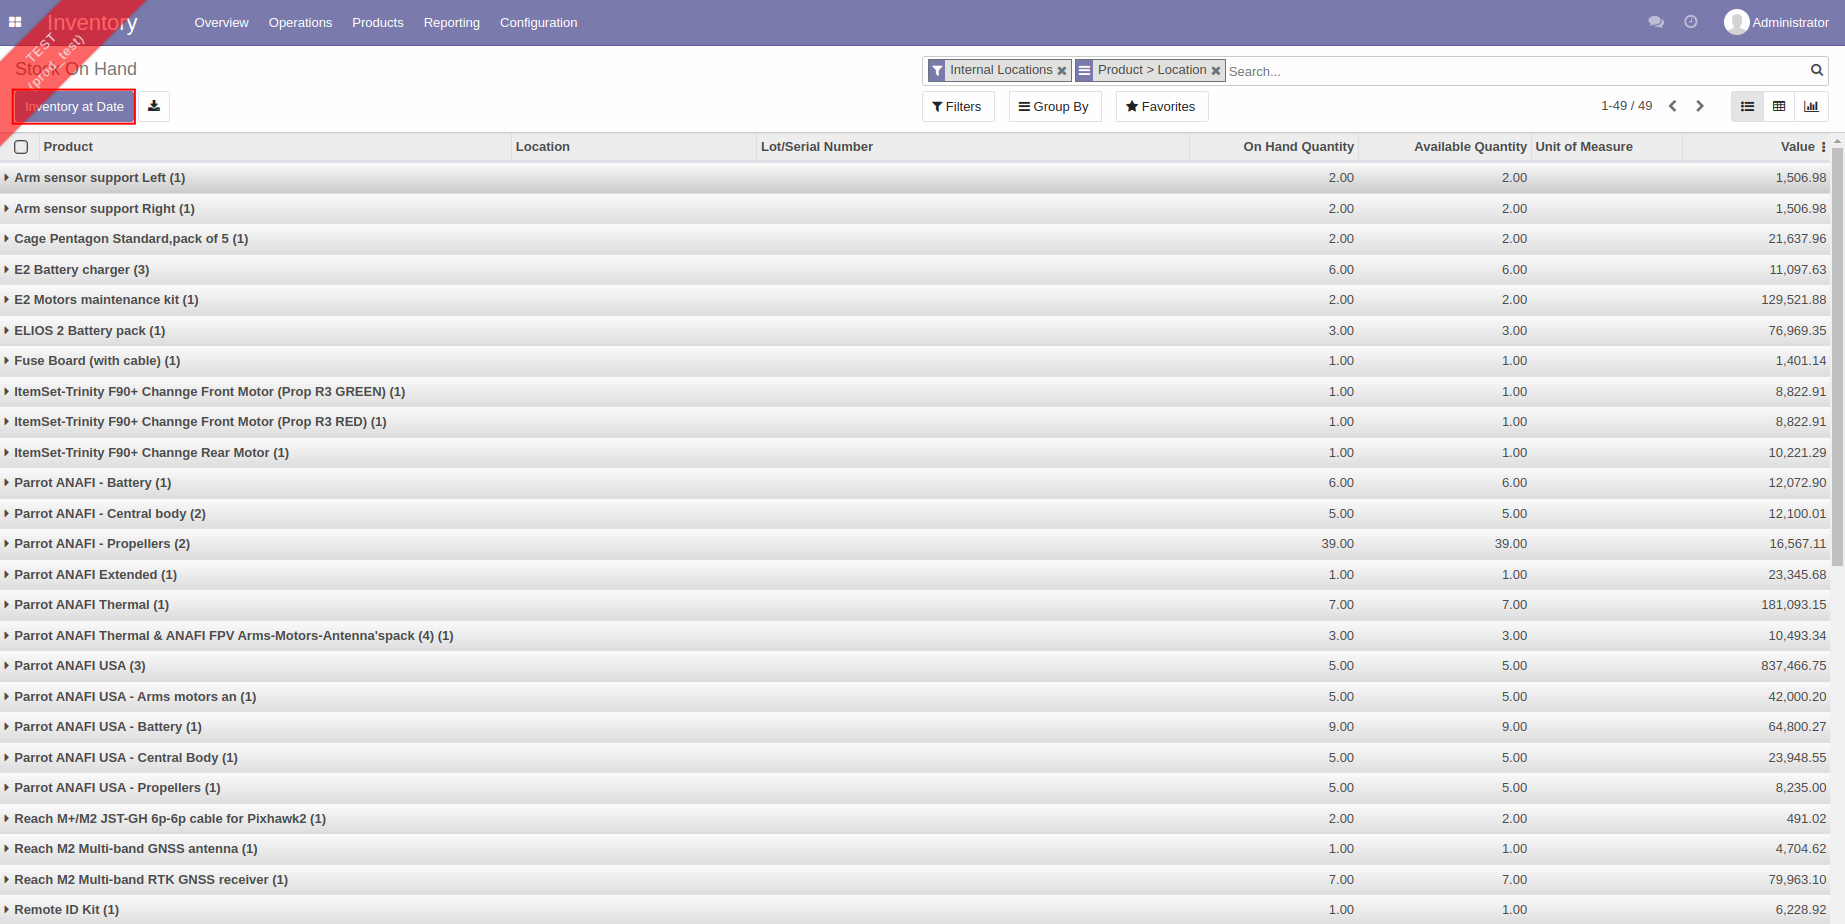 Inventory Overview Operations Products Reporting Configuration Administrator
TEST
(prod_test)
Stock On Hand
Internal Locations Product > Location Search...
Inventory at Date Filters Group By Favorites 1-49 / 49
Product Location Lot/Serial Number On Hand Quantity Available Quantity Unit of Measure Value
Arm sensor support Left (1) 2.00 2.00 1,506.98
Arm sensor support Right (1) 2.00 2.00 1,506.98
Cage Pentagon Standard,pack of 5 (1) 2.00 2.00 21,637.96
E2 Battery charger (3) 6.00 6.00 11,097.63
E2 Motors maintenance kit (1) 2.00 2.00 129,521.88
ELIOS 2 Battery pack (1) 3.00 3.00 76,969.35
Fuse Board (with cable) (1) 1.00 1.00 1,401.14
ItemSet-Trinity F90+ Channge Front Motor (Prop R3 GREEN) (1) 1.00 1.00 8,822.91
ItemSet-Trinity F90+ Channge Front Motor (Prop R3 RED) (1) 1.00 1.00 8,822.91
ItemSet-Trinity F90+ Channge Rear Motor (1) 1.00 1.00 10,221.29
Parrot ANAFI - Battery (1) 6.00 6.00 12,072.90
Parrot ANAFI - Central body (2) 5.00 5.00 12,100.01
Parrot ANAFI - Propellers (2) 39.00 39.00 16,567.11
Parrot ANAFI Extended (1) 1.00 1.00 23,345.68
Parrot ANAFI Thermal (1) 7.00 7.00 181,093.15
Parrot ANAFI Thermal & ANAFI FPV Arms-Motors-Antenna'spack (4) (1) 3.00 3.00 10,493.34
Parrot ANAFI USA (3) 5.00 5.00 837,466.75
Parrot ANAFI USA - Arms motors an (1) 5.00 5.00 42,000.20
Parrot ANAFI USA - Battery (1) 9.00 9.00 64,800.27
Parrot ANAFI USA - Central Body (1) 5.00 5.00 23,948.55
Parrot ANAFI USA - Propellers (1) 5.00 5.00 8,235.00
Reach M+/M2 JST-GH 6p-6p cable for Pixhawk2 (1) 2.00 2.00 491.02
Reach M2 Multi-band GNSS antenna (1) 1.00 1.00 4,704.62
Reach M2 Multi-band RTK GNSS receiver (1) 7.00 7.00 79,963.10
Remote ID Kit (1) 1.00 1.00 6,228.92